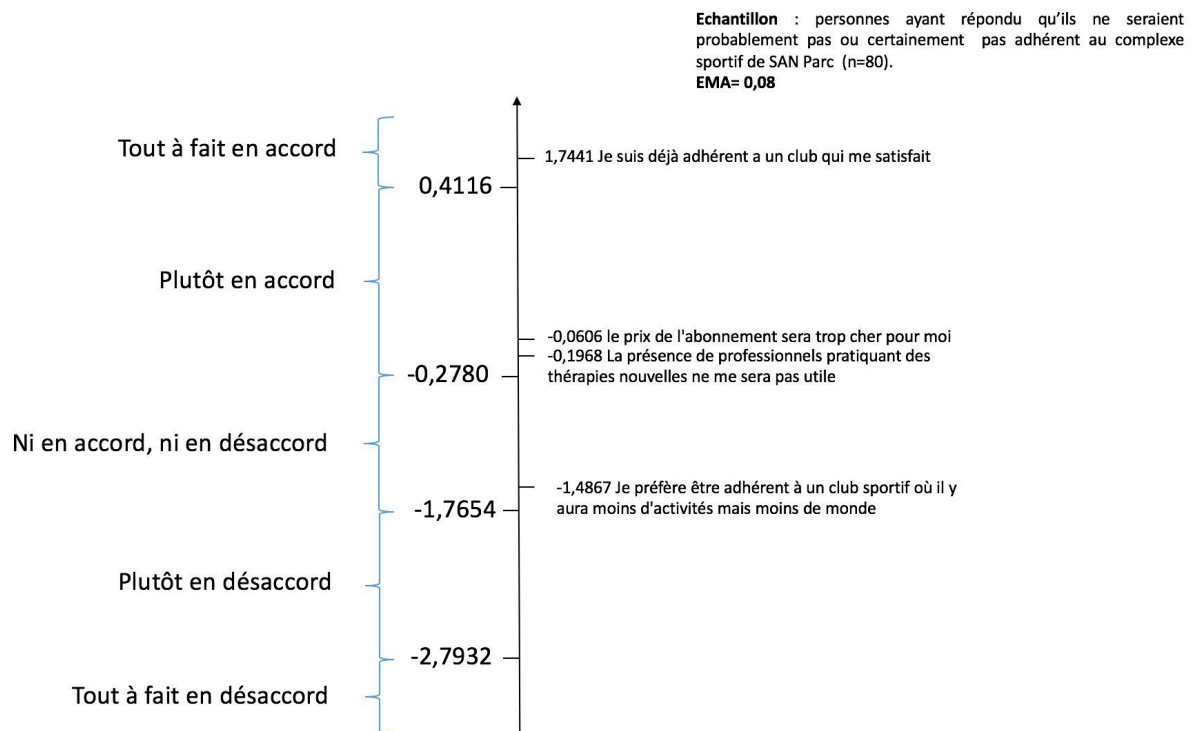 Echantillon : personnes ayant répondu qu’ils ne seraient
probablement pas ou certainement pas adhérent au complexe
sportif de SAN Parc (n=80).
EMA= 0,08
Tout à fait en accord
1,7441 Je suis déjà adhérent a un club qui me satisfait
0,4116
Plutôt en accord
-0,0606 le prix de l'abonnement sera trop cher pour moi
-0,1968 La présence de professionnels pratiquant des
thérapies nouvelles ne me sera pas utile
-0,2780
Ni en accord, ni en désaccord
-1,4867 Je préfère être adhérent à un club sportif où il y
aura moins d'activités mais moins de monde
-1,7654
Plutôt en désaccord
-2,7932
Tout à fait en désaccord